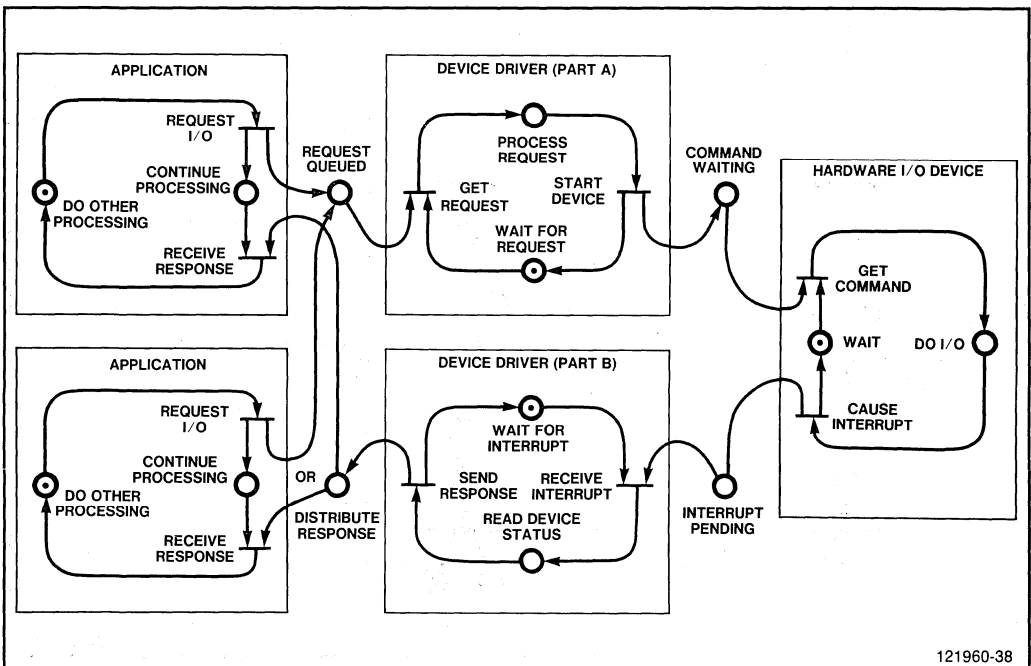 APPLICATION
REQUEST
I/O
CONTINUE
PROCESSING
DO OTHER
PROCESSING
RECEIVE
RESPONSE
REQUEST
QUEUED
DEVICE DRIVER (PART A)
PROCESS
REQUEST
GET
REQUEST
START
DEVICE
WAIT FOR
REQUEST
COMMAND
WAITING
HARDWARE I/O DEVICE
GET
COMMAND
WAIT
DO I/O
CAUSE
INTERRUPT
APPLICATION
REQUEST
I/O
CONTINUE
PROCESSING
DO OTHER
PROCESSING
RECEIVE
RESPONSE
OR
DISTRIBUTE
RESPONSE
DEVICE DRIVER (PART B)
WAIT FOR
INTERRUPT
SEND
RESPONSE
RECEIVE
INTERRUPT
READ DEVICE
STATUS
INTERRUPT
PENDING
121960-38